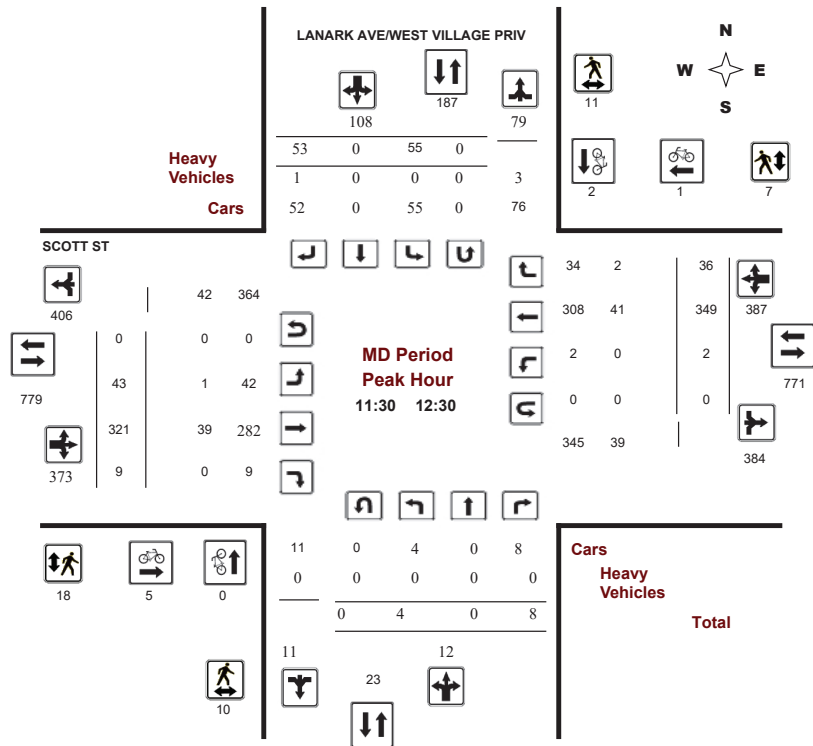 LANARK AVE/WEST VILLAGE PRIV
N
W E
S
187
11
108 79
53 0 55 0
Heavy
Vehicles
1 0 0 0 3
2 1 7
Cars
52 0 55 0 76
SCOTT ST
34 2 36
42 364
406
308 41 349 387
0 0 0
MD Period
Peak Hour
2 0 2
771
43 1 42
779
11:30 12:30
0 0 0
321 39 282
345 39
384
373
9 0 9
11 0 4 0 8
Cars
0 0 0 0 0
Heavy
Vehicles
18 5 0
0 4 0 8
Total
11 12
23
10